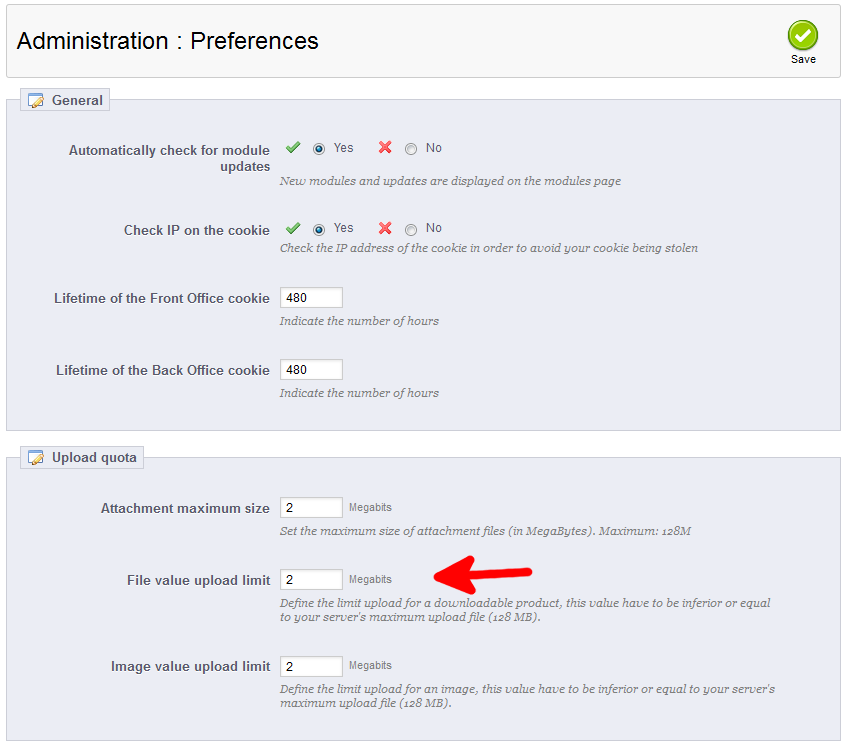 Administration : Preferences
Save
General
Automatically check for module
updates
Yes
No
New modules and updates are displayed on the modules page
Check IP on the cookie
Yes
No
Check the IP address of the cookie in order to avoid your cookie being stolen
Lifetime of the Front Office cookie
480
Indicate the number of hours
Lifetime of the Back Office cookie
480
Indicate the number of hours
Upload quota
Attachment maximum size
2
Megabits
Set the maximum size of attachment files (in MegaBytes). Maximum: 128M
File value upload limit
2
Megabits
Define the limit upload for a downloadable product, this value have to be inferior or equal
to your server's maximum upload file (128 MB).
Image value upload limit
2
Megabits
Define the limit upload for an image, this value have to be inferior or equal to your server's
maximum upload file (128 MB).